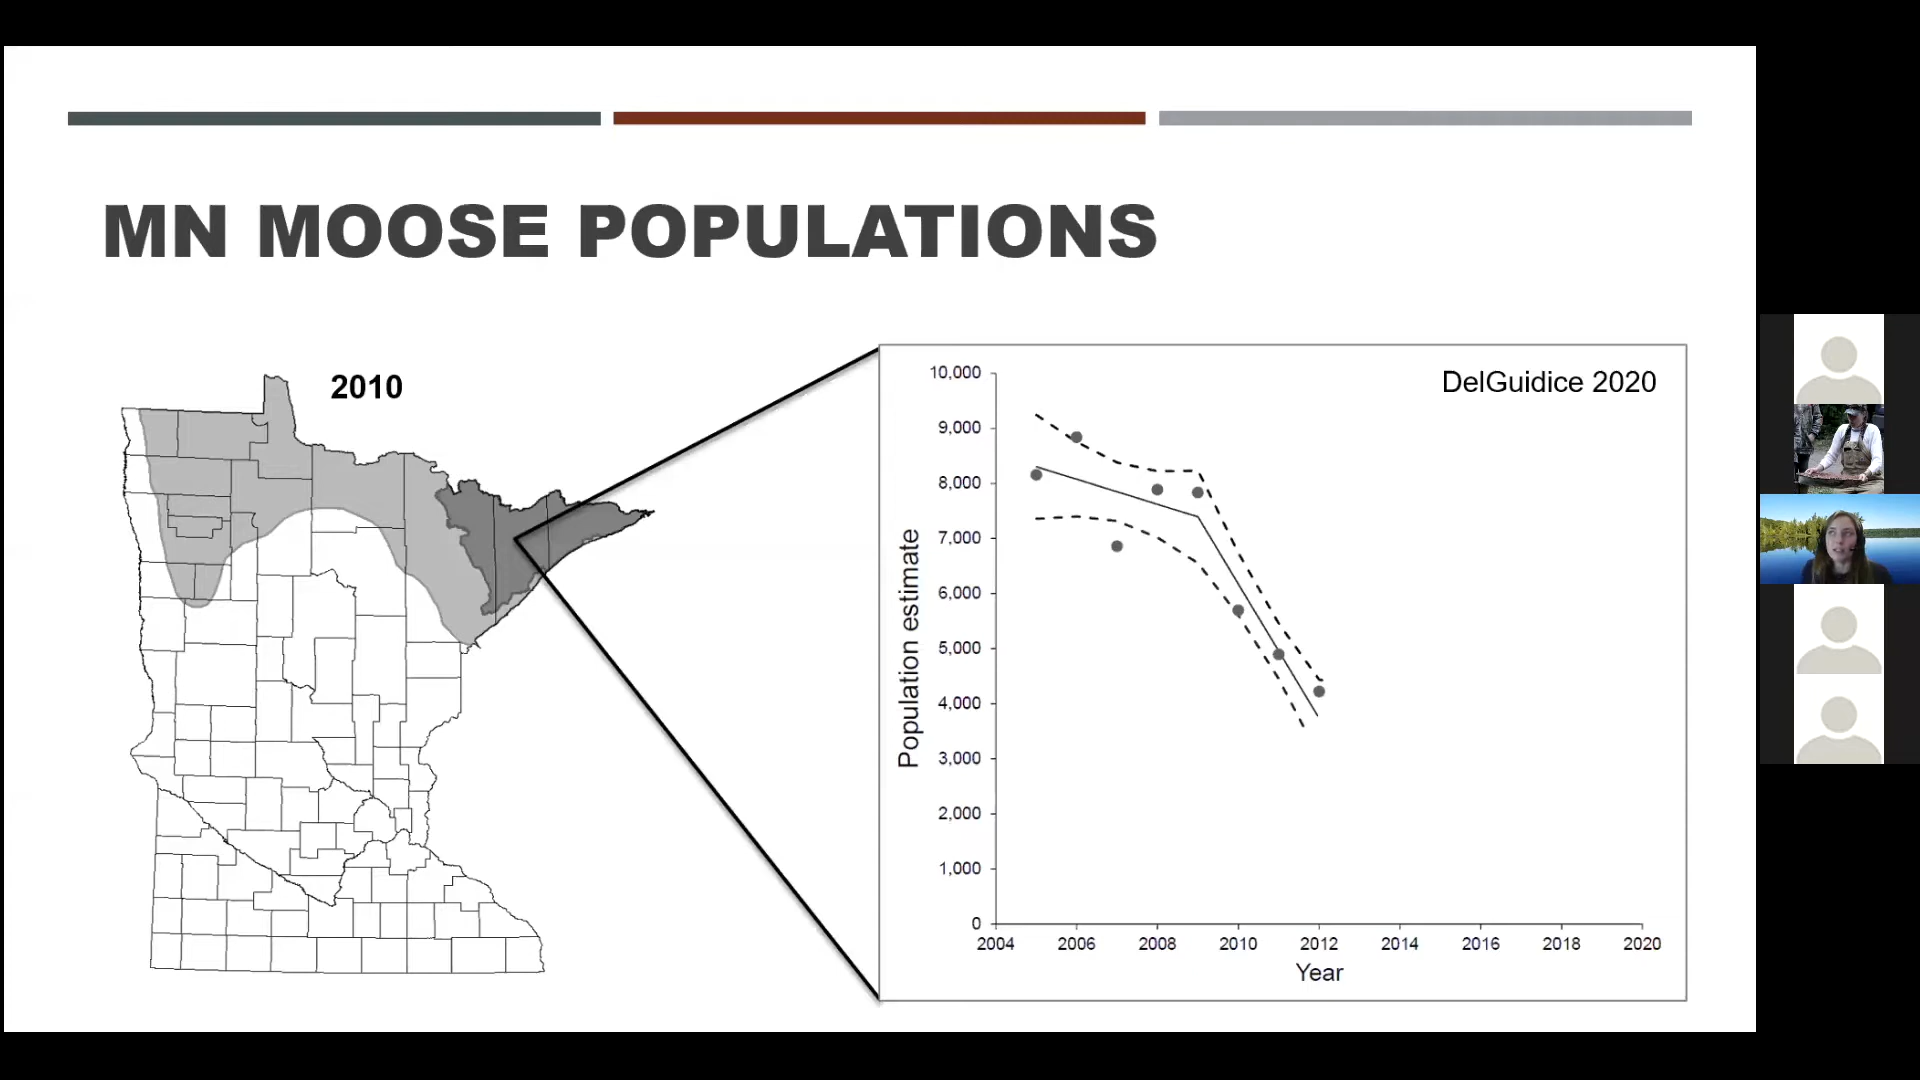 MN MOOSE POPULATIONS
2010
DelGuidice 2020
Population estimate
10,000
9,000
8,000
7,000
6,000
5,000
4,000
3,000
2,000
1,000
0
2004 2006 2008 2010 2012 2014 2016 2018 2020
Year